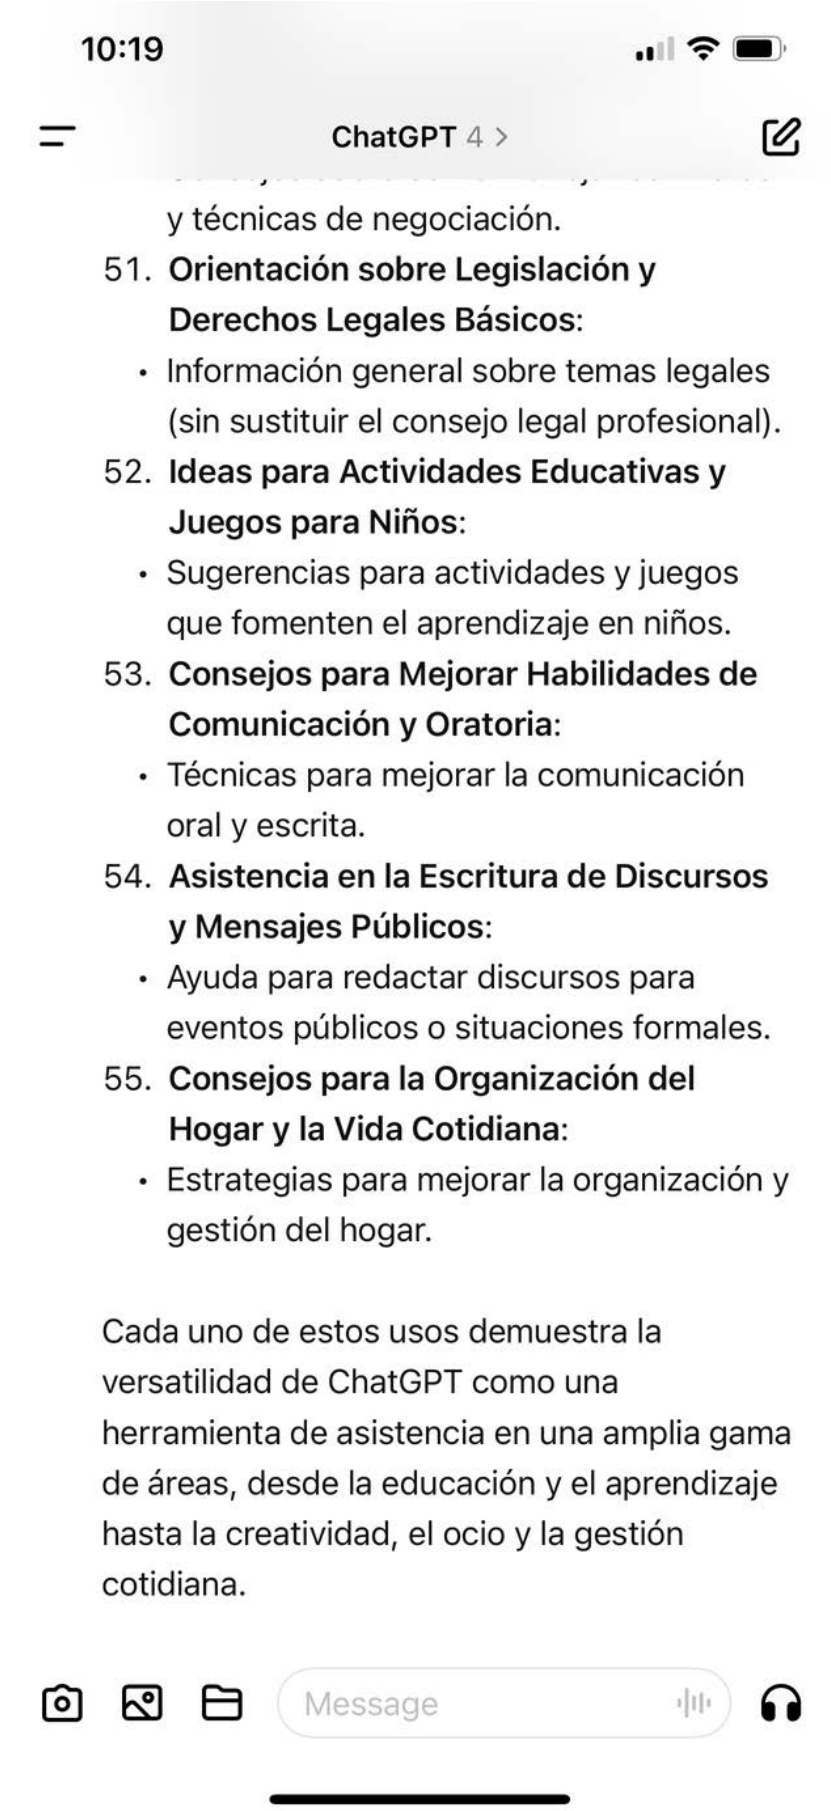 10:19
ChatGPT 4 >
y técnicas de negociación.
51. Orientación sobre Legislación y
Derechos Legales Básicos:
• Información general sobre temas legales
(sin sustituir el consejo legal profesional).
52. Ideas para Actividades Educativas y
Juegos para Niños:
• Sugerencias para actividades y juegos
que fomenten el aprendizaje en niños.
53. Consejos para Mejorar Habilidades de
Comunicación y Oratoria:
• Técnicas para mejorar la comunicación
oral y escrita.
54. Asistencia en la Escritura de Discursos
y Mensajes Públicos:
• Ayuda para redactar discursos para
eventos públicos o situaciones formales.
55. Consejos para la Organización del
Hogar y la Vida Cotidiana:
• Estrategias para mejorar la organización y
gestión del hogar.
Cada uno de estos usos demuestra la
versatilidad de ChatGPT como una
herramienta de asistencia en una amplia gama
de áreas, desde la educación y el aprendizaje
hasta la creatividad, el ocio y la gestión
cotidiana.
Message